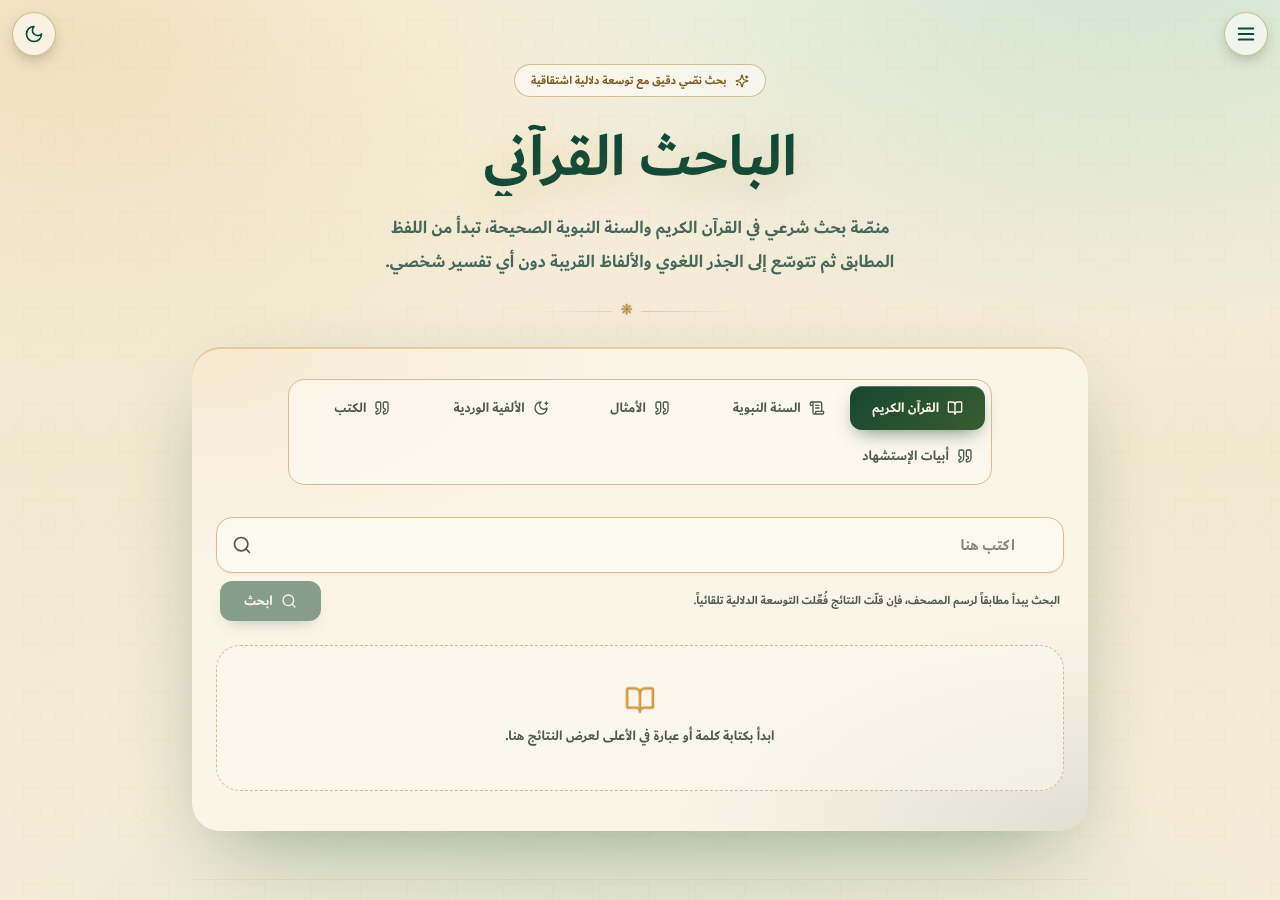 بحث نصّي دقيق مع توسعة دلالية اشتقاقية
الباحث القرآني
منصّة بحث شرعي في القرآن الكريم والسنة النبوية الصحيحة، تبدأ من اللفظ
المطابق ثم تتوسّع إلى الجذر اللغوي والألفاظ القريبة دون أي تفسير شخصي.
القرآن الكريم
السنة النبوية
الأمثال
الألفية الوردية
الكتب
أبيات الإستشهاد
اكتب هنا
البحث يبدأ مطابقاً لرسم المصحف، فإن قلّت النتائج فُعِّلت التوسعة الدلالية تلقائياً.
ابحث
ابدأ بكتابة كلمة أو عبارة في الأعلى لعرض النتائج هنا.